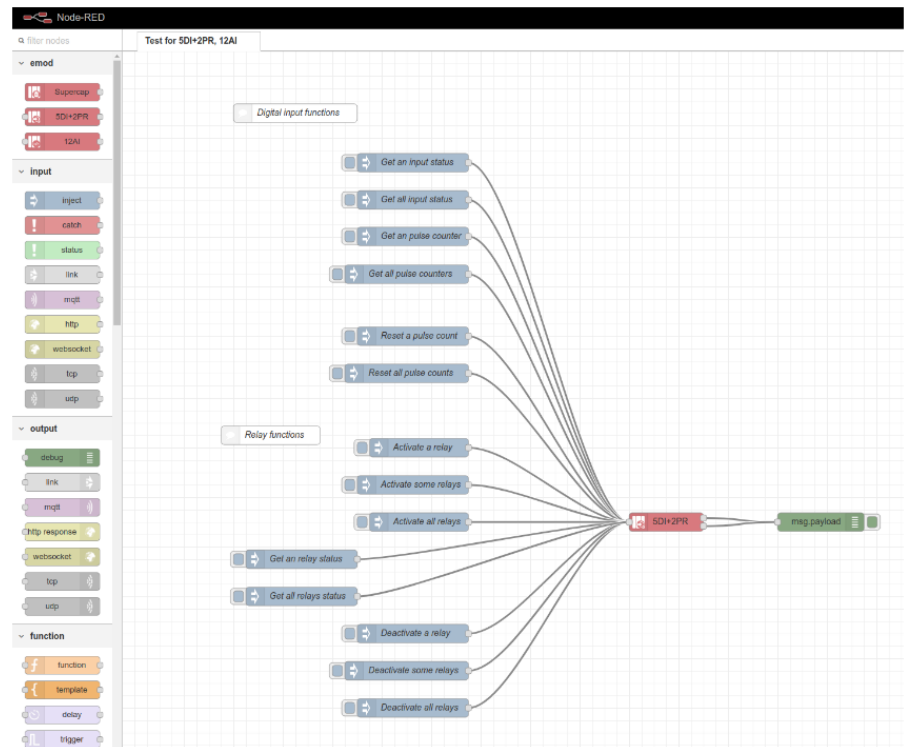 Node-RED
filter nodes
Test for 5DI+2PR, 12AI
emod
Supercap
5DI+2PR
12AI
input
inject
catch
status
link
mqtt
http
websocket
tcp
udp
output
debug
link
mqtt
http response
websocket
tcp
udp
function
function
template
delay
trigger
Digital input functions
Get an input status
Get all input status
Get an pulse counter
Get all pulse counters
Reset a pulse count
Reset all pulse counts
Relay functions
Activate a relay
Activate some relays
Activate all relays
Get an relay status
Get all relays status
Deactivate a relay
Deactivate some relays
Deactivate all relays
5DI+2PR
msg.payload